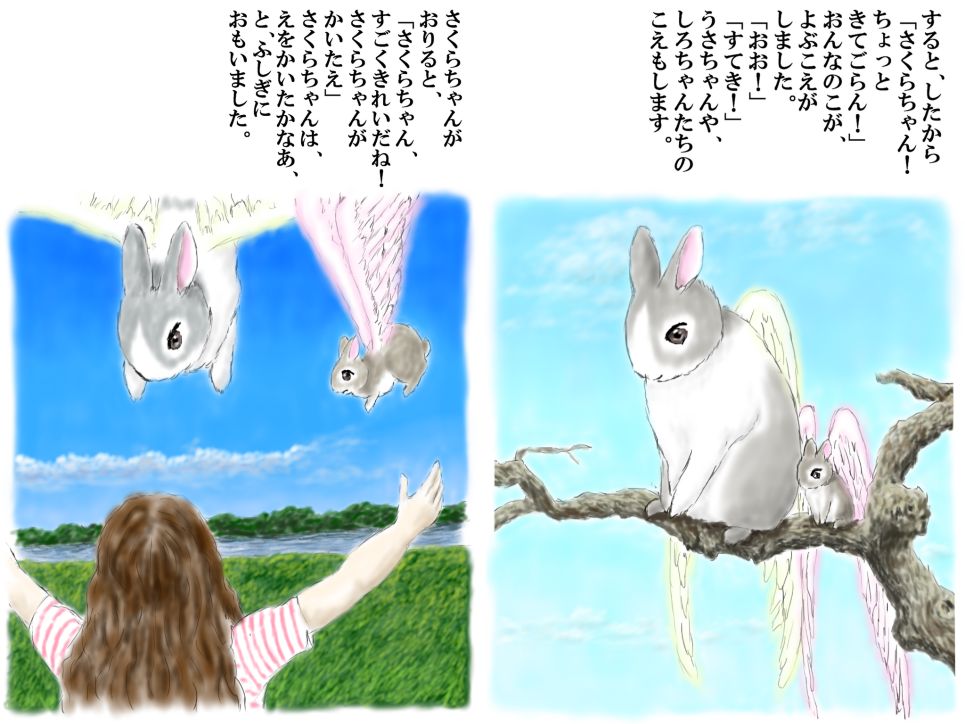 すると、したから
「さくらちゃん!
ちょっと
きてごらん!」
おんなのこが、
よぶこえが
しました。
「おお!」
「すてき!」
うさちゃんや、
しろちゃんたちの
こえもします。
さくらちゃんが
おりると、
「さくらちゃん、
すごくきれいだね!
さくらちゃんが
かいたえ」
さくらちゃんは、
えをかいたかなあ、
と、ふしぎに
おもいました。